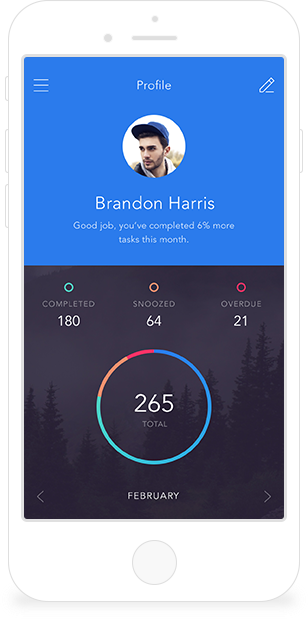 Profile
Brandon Harris
Good job, you've completed 6% more
tasks this month.
COMPLETED SNOOZED OVERDUE
180 64 21
265
TOTAL
FEBRUARY